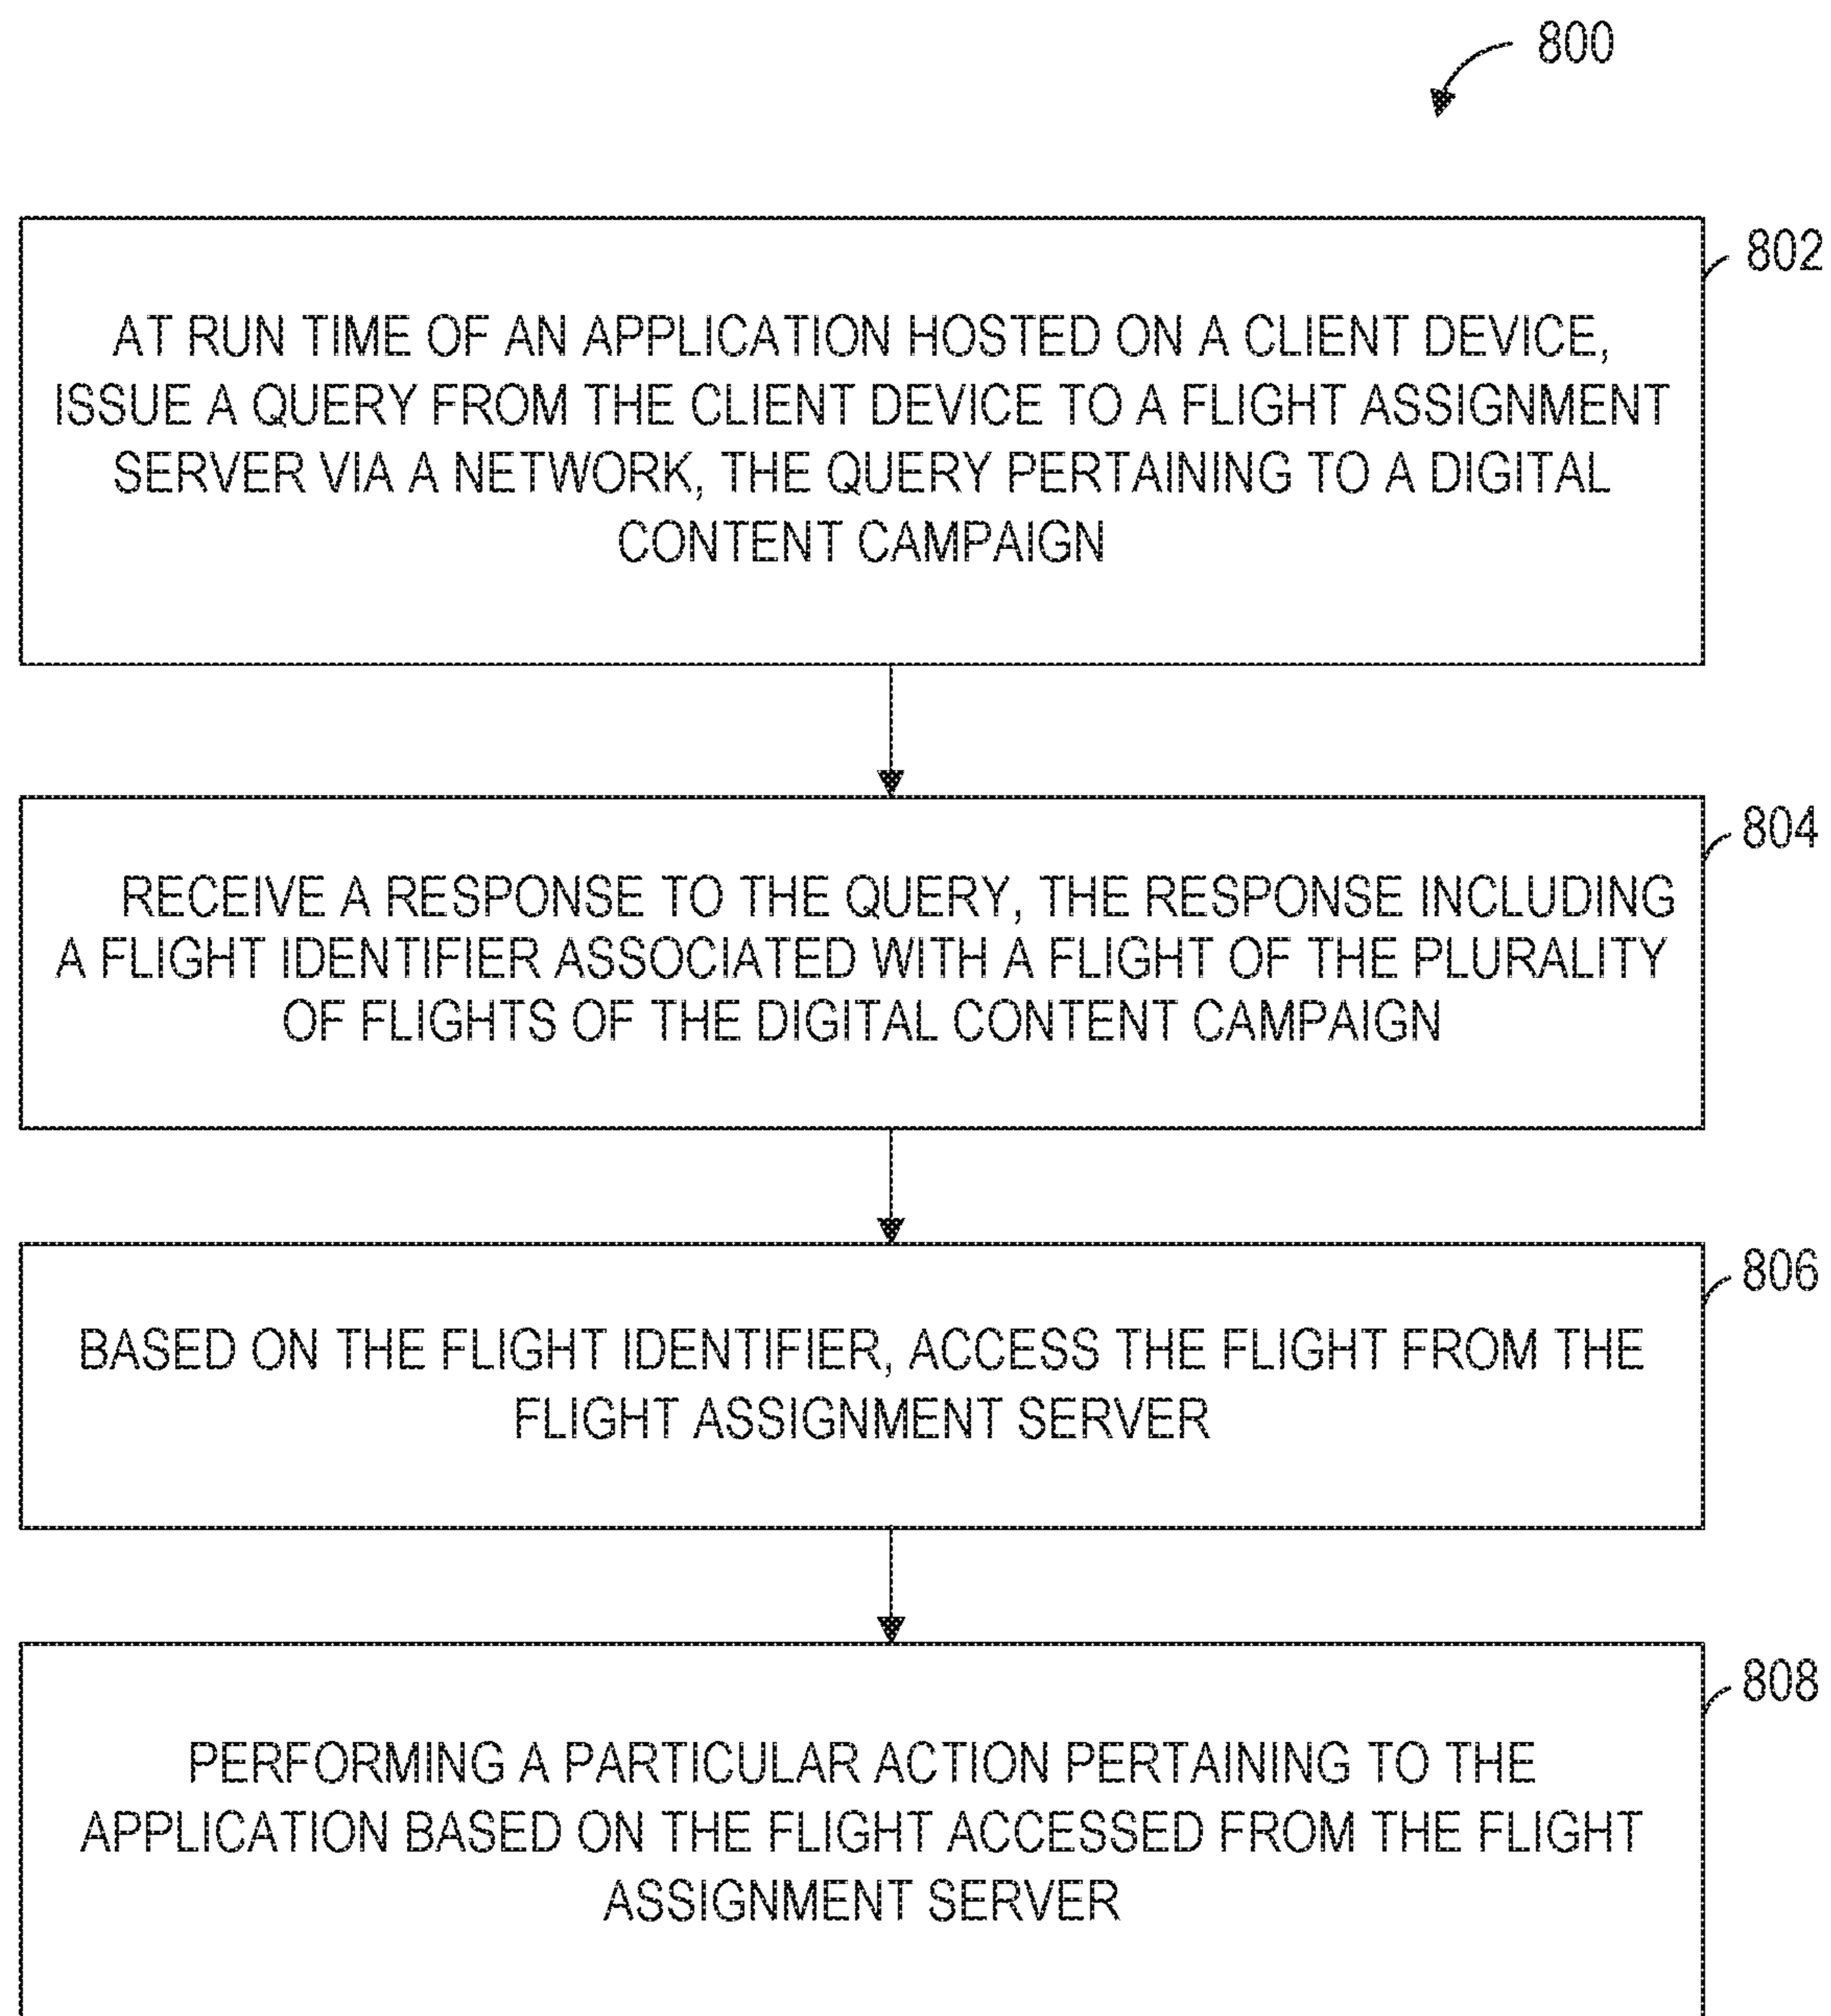 800
802
AT RUN TIME OF AN APPLICATION HOSTED ON A CLIENT DEVICE,
ISSUE A QUERY FROM THE CLIENT DEVICE TO A FLIGHT ASSIGNMENT
SERVER VIA A NETWORK, THE QUERY PERTAINING TO A DIGITAL
CONTENT CAMPAIGN
804
RECEIVE A RESPONSE TO THE QUERY, THE RESPONSE INCLUDING
A FLIGHT IDENTIFIER ASSOCIATED WITH A FLIGHT OF THE PLURALITY
OF FLIGHTS OF THE DIGITAL CONTENT CAMPAIGN
806
BASED ON THE FLIGHT IDENTIFIER, ACCESS THE FLIGHT FROM THE
FLIGHT ASSIGNMENT SERVER
808
PERFORMING A PARTICULAR ACTION PERTAINING TO THE
APPLICATION BASED ON THE FLIGHT ACCESSED FROM THE FLIGHT
ASSIGNMENT SERVER